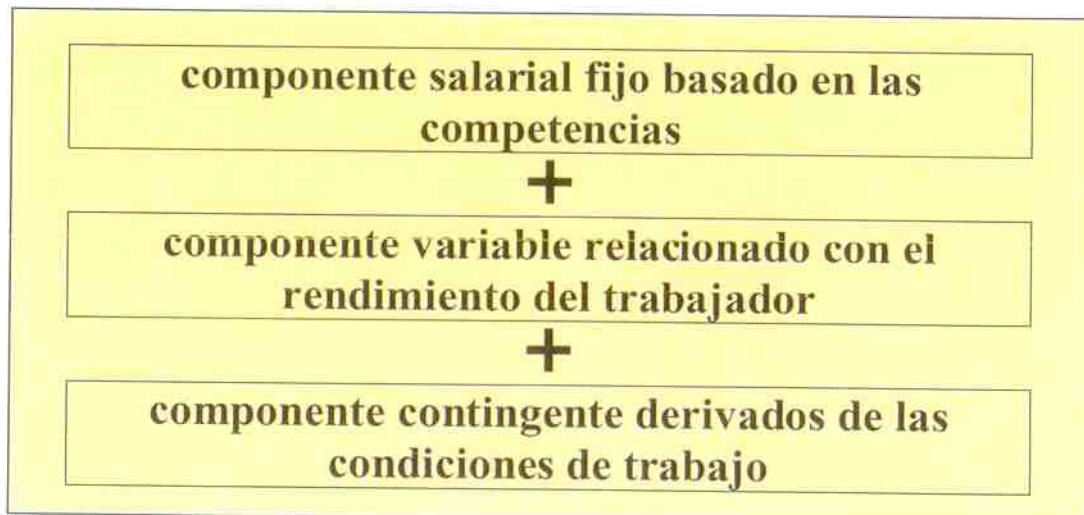 componente salarial fijo basado en las
competencias
+
componente variable relacionado con el
rendimiento del trabajador
+
componente contingente derivados de las
condiciones de trabajo